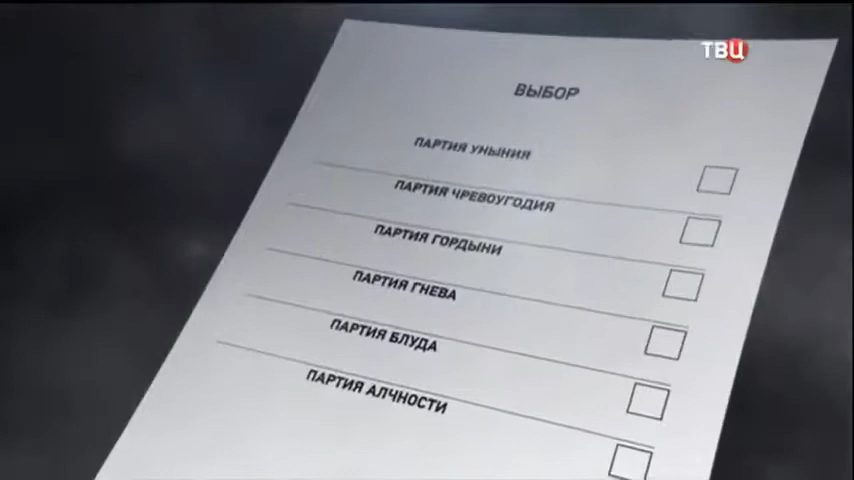 ТВЦ
ВЫБОР
ПАРТИЯ УНЫНИЯ
ПАРТИЯ ЧРЕВОУГОДИЯ
ПАРТИЯ ГОРДЫНИ
ПАРТИЯ ГНЕВА
ПАРТИЯ БЛУДА
ПАРТИЯ АЛЧНОСТИ